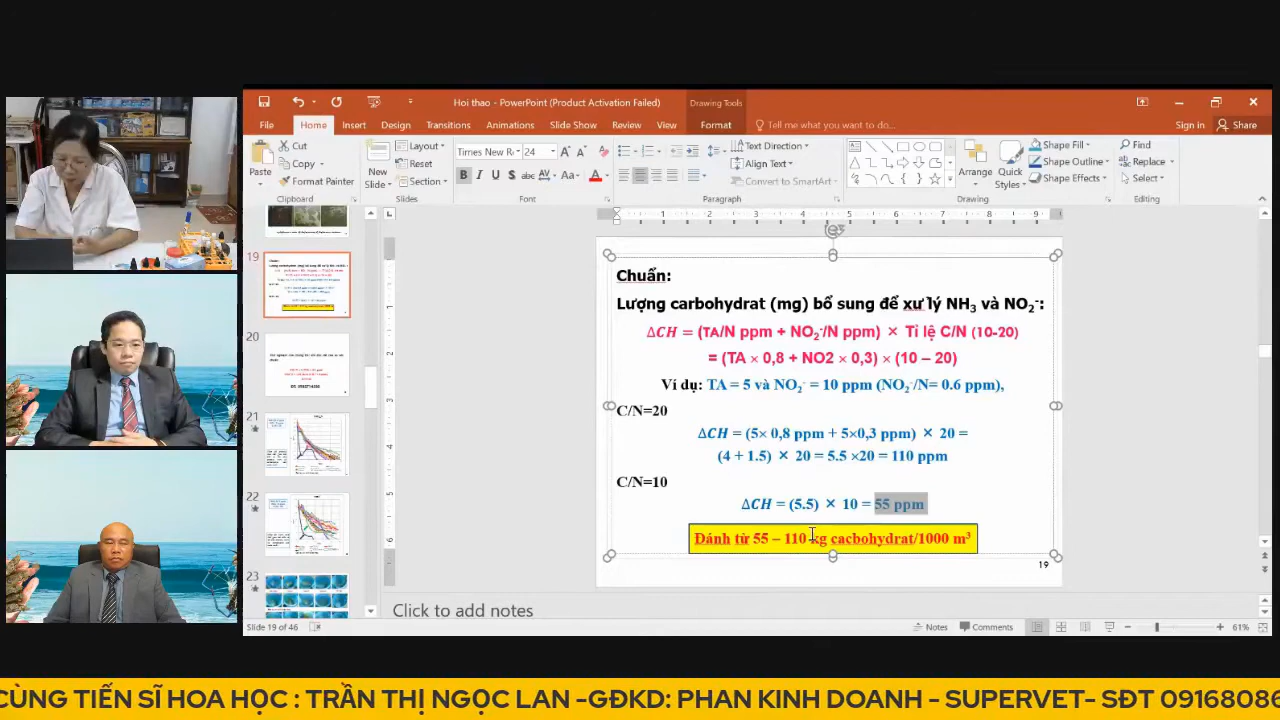 Hoi thao - PowerPoint (Product Activation Failed)
Drawing Tools
File Home Insert Design Transitions Animations Slide Show Review View Format Tell me what you want to do...
Sign in Share
Paste
Cut
Copy
Format Painter
Clipboard
New Slide
Layout
Reset
Section
Slides
Times New R 24
B I U S abc AV Aa A
Font
Text Direction
Align Text
Convert to SmartArt
Paragraph
Arrange
Quick Styles
Shape Fill
Shape Outline
Shape Effects
Drawing
Find
Replace
Select
Editing
19
20
21
22
23
Chuẩn:
Lượng carbohydrat (mg) bổ sung để xư lý NH₃ và NO₂⁻:
ΔCH = (TA/N ppm + NO₂⁻/N ppm) × Tỉ lệ C/N (10-20)
= (TA × 0,8 + NO2 × 0,3) × (10 – 20)
Ví dụ: TA = 5 và NO₂⁻ = 10 ppm (NO₂⁻/N= 0.6 ppm),
C/N=20
ΔCH = (5× 0,8 ppm + 5×0,3 ppm) × 20 =
(4 + 1.5) × 20 = 5.5 ×20 = 110 ppm
C/N=10
ΔCH = (5.5) × 10 = 55 ppm
Đánh từ 55 – 110 kg cacbohydrat/1000 m³
19
Click to add notes
Slide 19 of 46
Notes Comments 61%
CÙNG TIẾN SĨ HOA HỌC : TRẦN THỊ NGỌC LAN -GĐKD: PHAN KINH DOANH - SUPERVET- SĐT 09168086